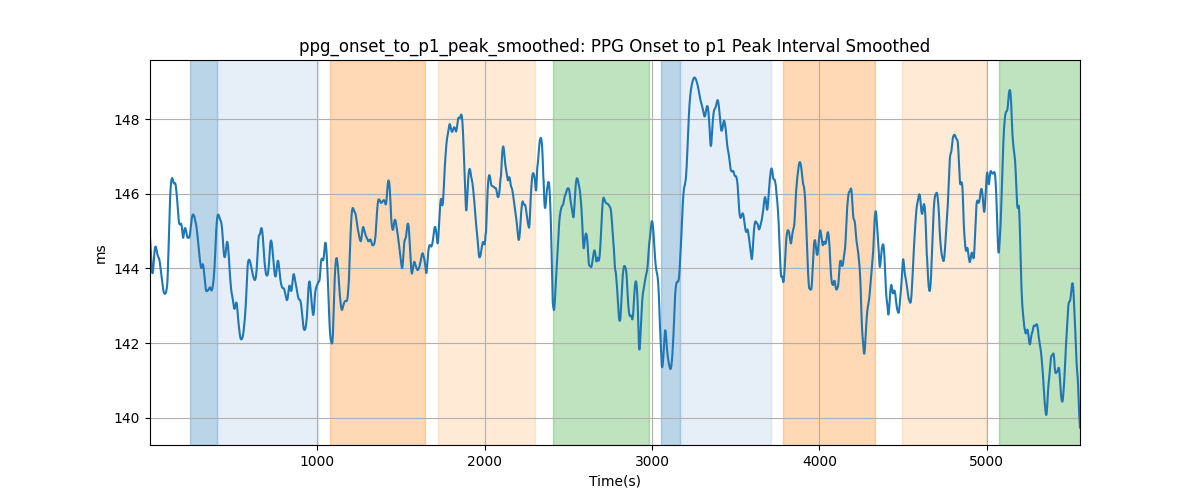 ppg_onset_to_p1_peak_smoothed: PPG Onset to p1 Peak Interval Smoothed
148
146
144
142
140
ms
1000 2000 3000 4000 5000
Time(s)